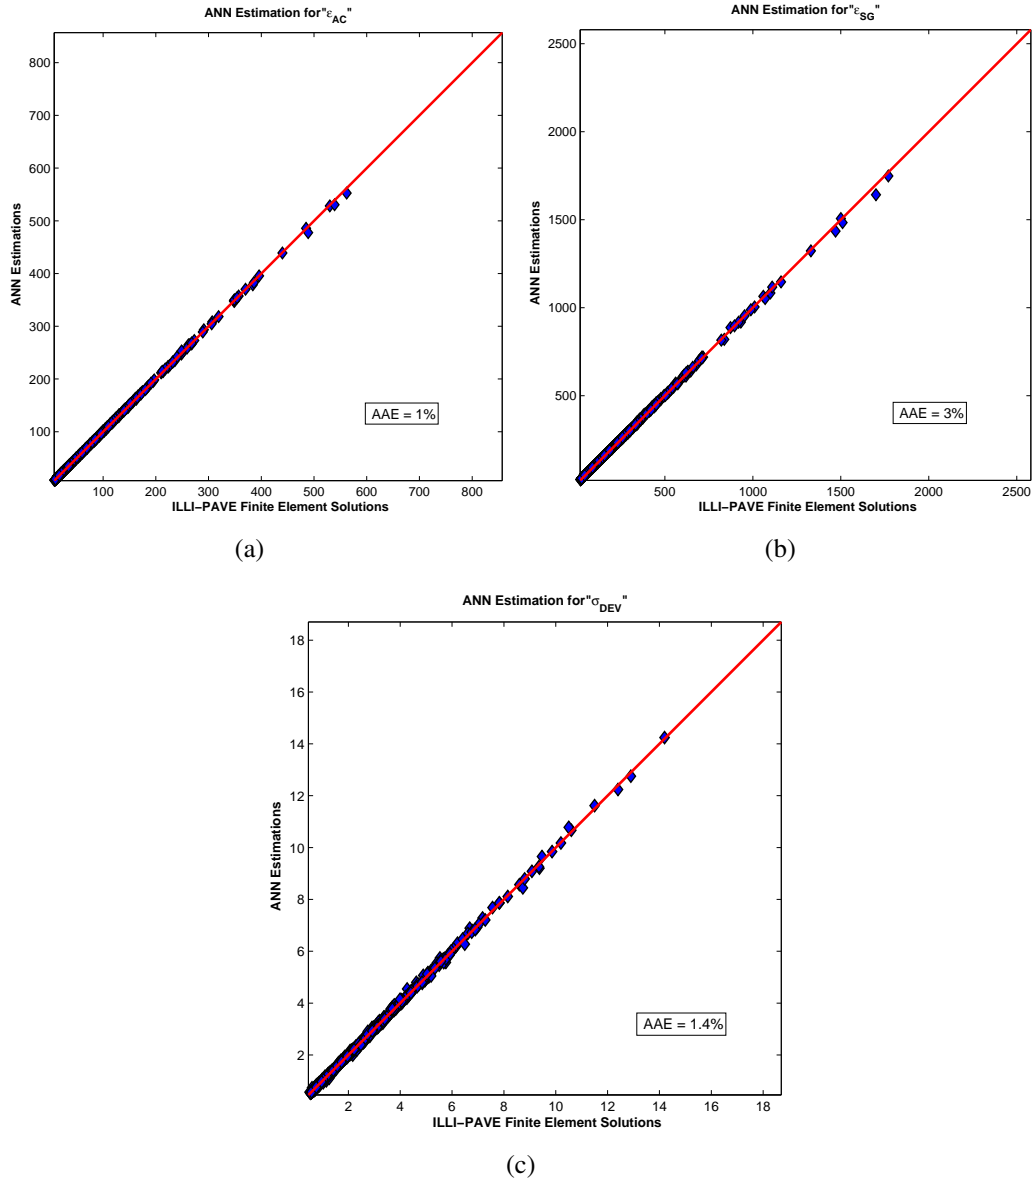 ANN Estimation for"εAC"
800
700
600
500
400
300
200
100
ANN Estimations
AAE = 1%
100 200 300 400 500 600 700 800
ILLI-PAVE Finite Element Solutions
(a)
ANN Estimation for"εSG"
2500
2000
1500
1000
500
ANN Estimations
AAE = 3%
500 1000 1500 2000 2500
ILLI-PAVE Finite Element Solutions
(b)
ANN Estimation for"σDEV"
18
16
14
12
10
8
6
4
2
ANN Estimations
AAE = 1.4%
2 4 6 8 10 12 14 16 18
ILLI-PAVE Finite Element Solutions
(c)